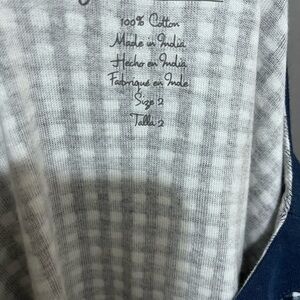 100% Cotton
Made in India
Hecho en India
Fabriqué en Inde
Size 2
Talla 2